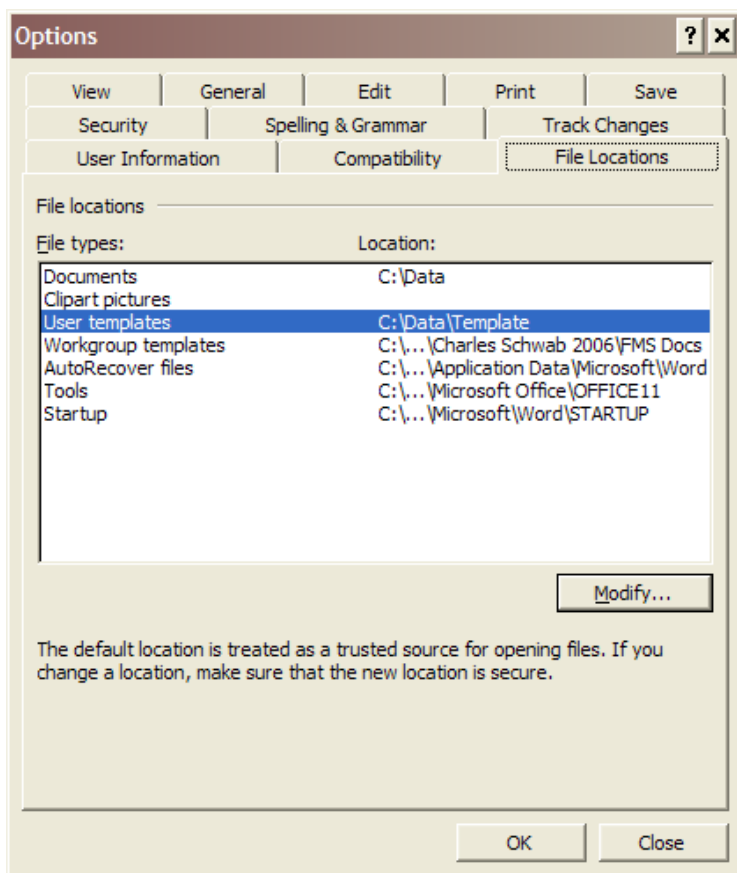 Options
View General Edit Print Save
Security Spelling & Grammar Track Changes
User Information Compatibility File Locations
File locations
File types: Location:
Documents C:\Data
Clipart pictures
User templates C:\Data\Template
Workgroup templates C:\...\Charles Schwab 2006\FMS Docs
AutoRecover files C:\...\Application Data\Microsoft\Word
Tools C:\...\Microsoft Office\OFFICE11
Startup C:\...\Microsoft\Word\STARTUP
Modify...
The default location is treated as a trusted source for opening files. If you
change a location, make sure that the new location is secure.
OK Close